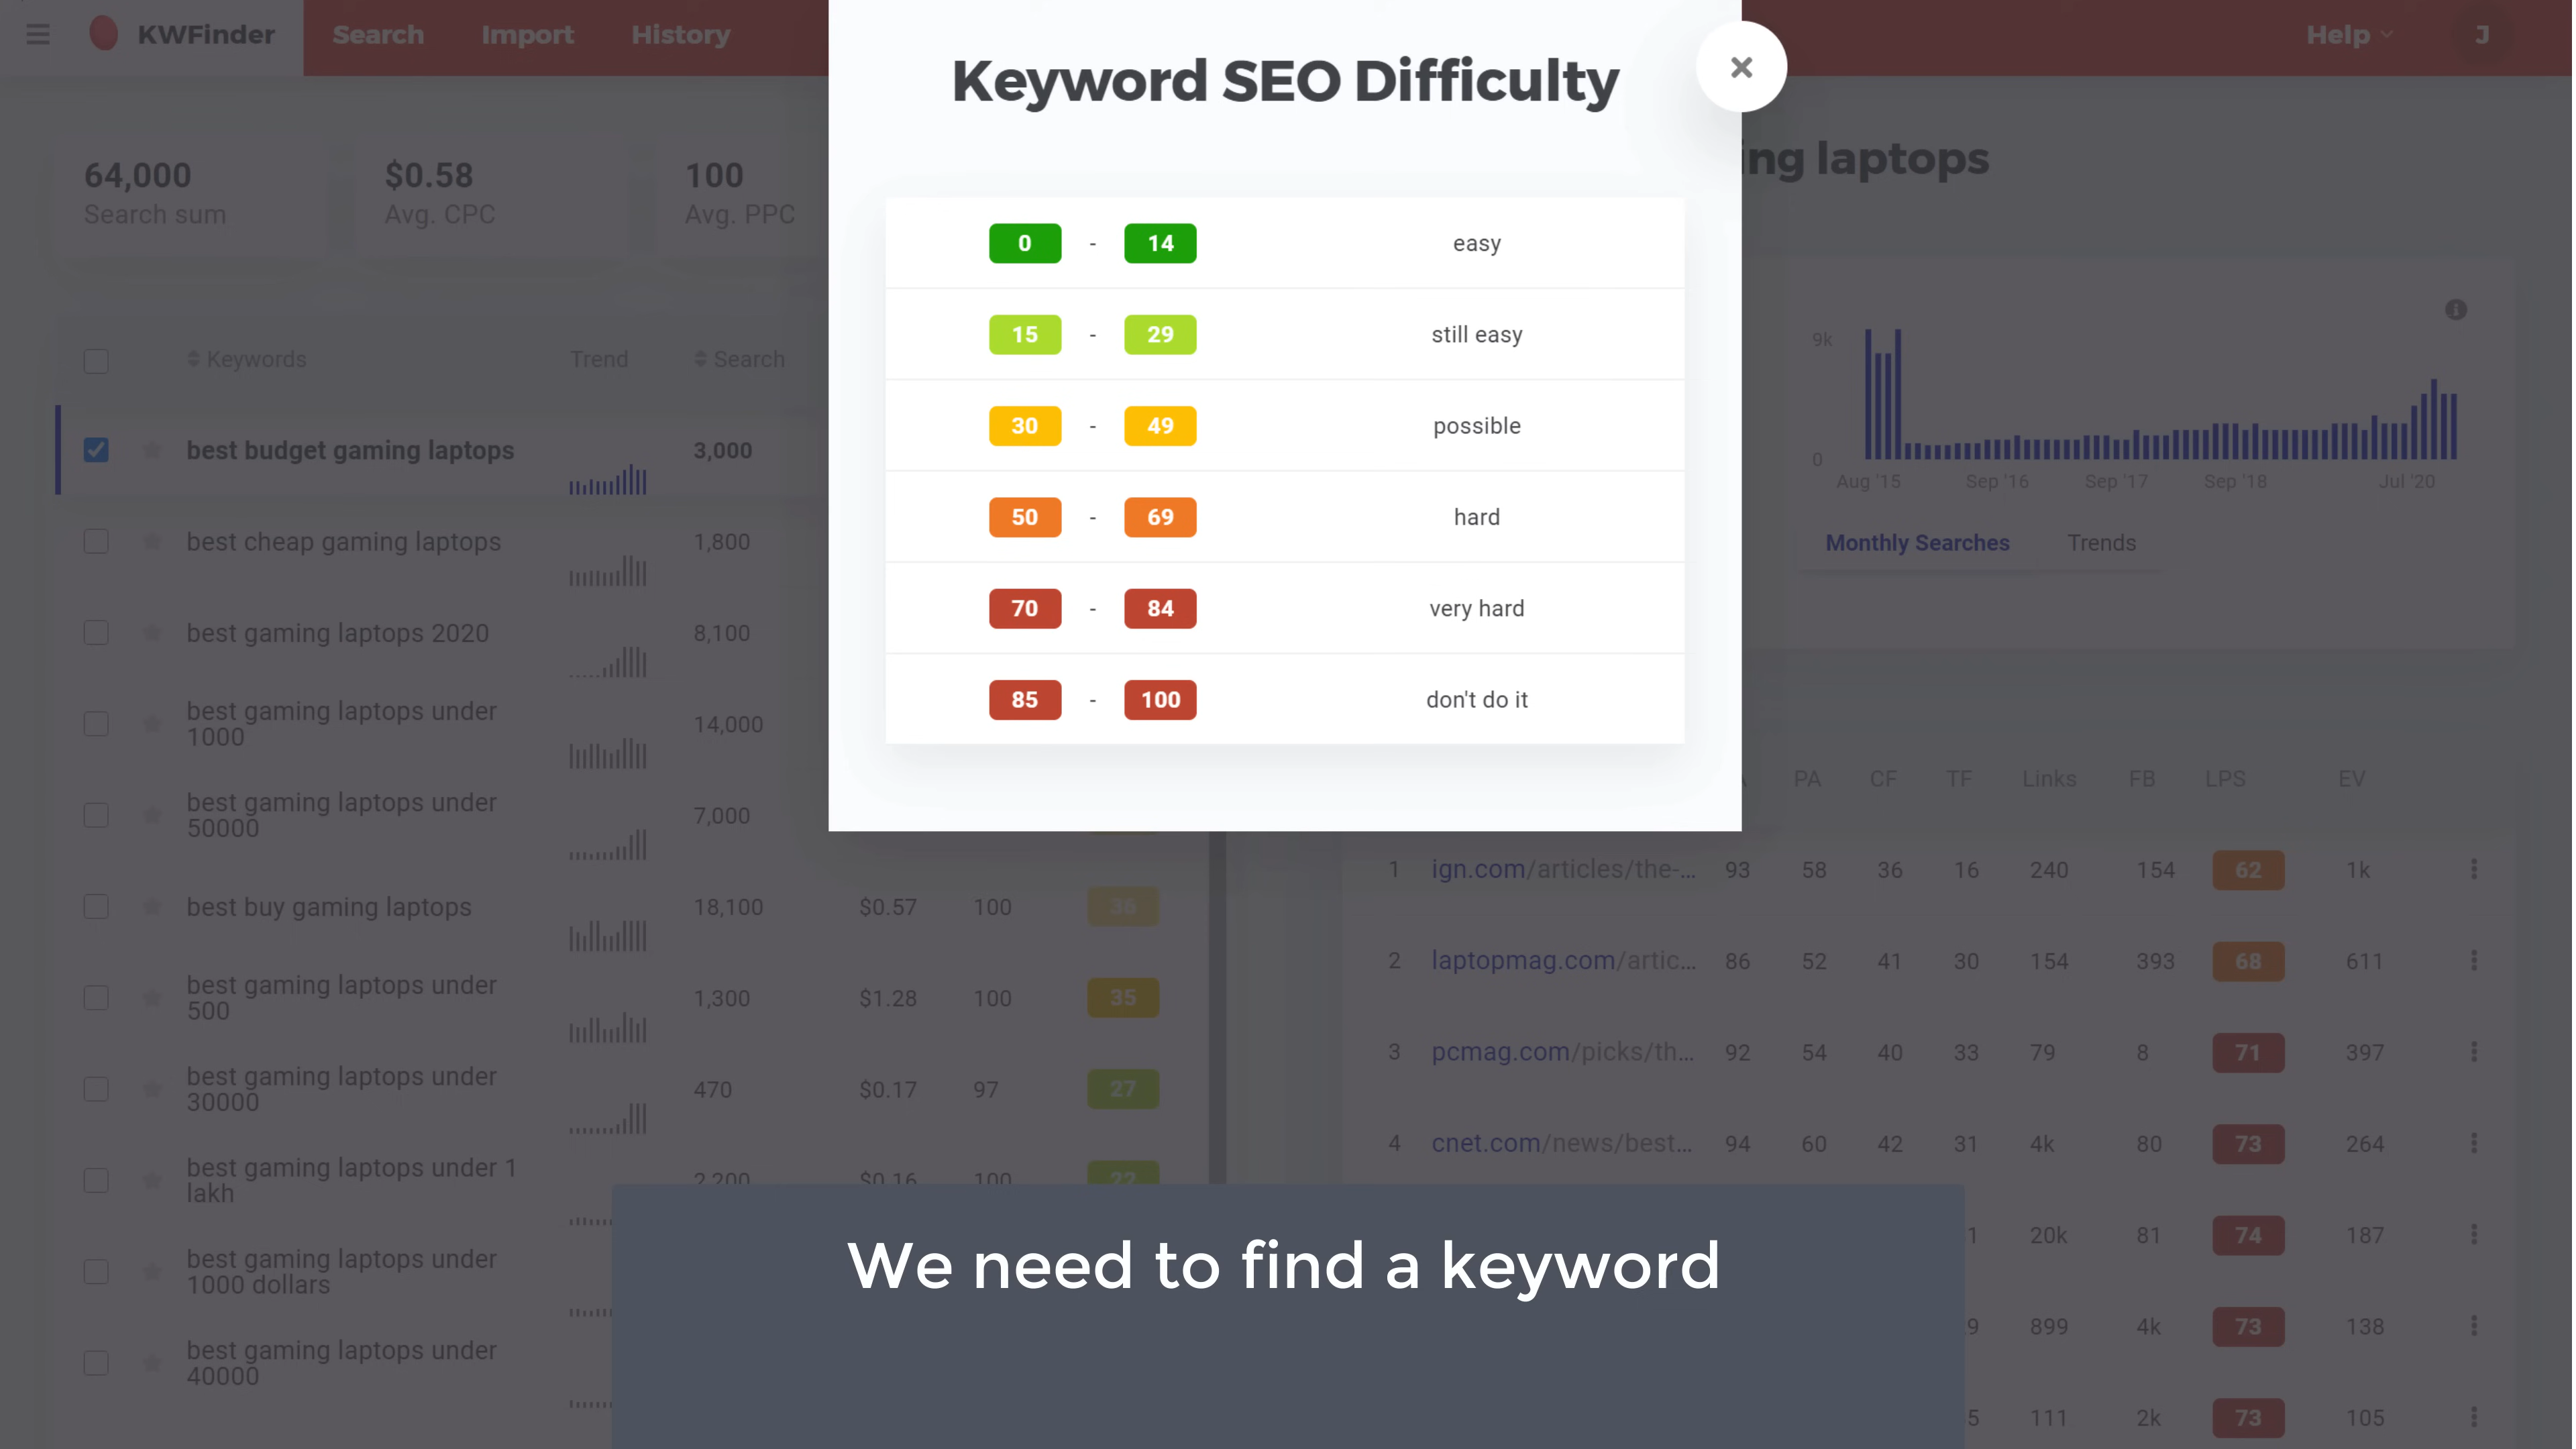 KWFinder Search Import History Help J
Keyword SEO Difficulty
ing laptops
64,000 $0.58 100
Search sum Avg. CPC Avg. PPC
0 - 14 easy
15 - 29 still easy
30 - 49 possible
50 - 69 hard
70 - 84 very hard
85 - 100 don't do it
9k
0
Aug '15 Sep '16 Sep '17 Sep '18 Jul '20
Monthly Searches Trends
Keywords Trend Search
best budget gaming laptops 3,000
best cheap gaming laptops 1,800
best gaming laptops 2020 8,100
best gaming laptops under
1000 14,000
best gaming laptops under
50000 7,000
best buy gaming laptops 18,100 $0.57 100 36
best gaming laptops under
500 1,300 $1.28 100 35
best gaming laptops under
30000 470 $0.17 97 27
best gaming laptops under 1
lakh 2,200 $0.16 100 22
best gaming laptops under
1000 dollars
best gaming laptops under
40000
PA CF TF Links FB LPS EV
1 ign.com/articles/the-... 93 58 36 16 240 154 62 1k
2 laptopmag.com/artic... 86 52 41 30 154 393 68 611
3 pcmag.com/picks/th... 92 54 40 33 79 8 71 397
4 cnet.com/news/best... 94 60 42 31 4k 80 73 264
1 20k 81 74 187
9 899 4k 73 138
5 111 2k 73 105
We need to find a keyword